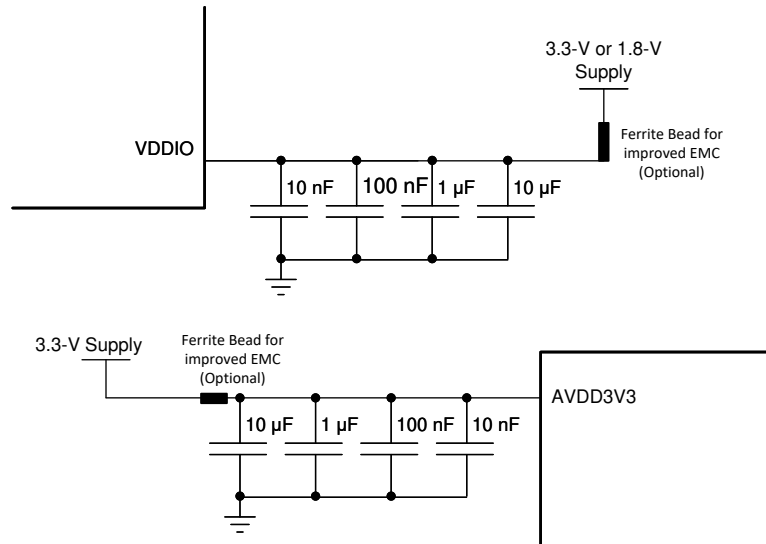 3.3-V or 1.8-V
Supply
VDDIO
Ferrite Bead for
improved EMC
(Optional)
10 nF
100 nF
1 µF
10 µF
3.3-V Supply
Ferrite Bead for
improved EMC
(Optional)
AVDD3V3
10 µF
1 µF
100 nF
10 nF